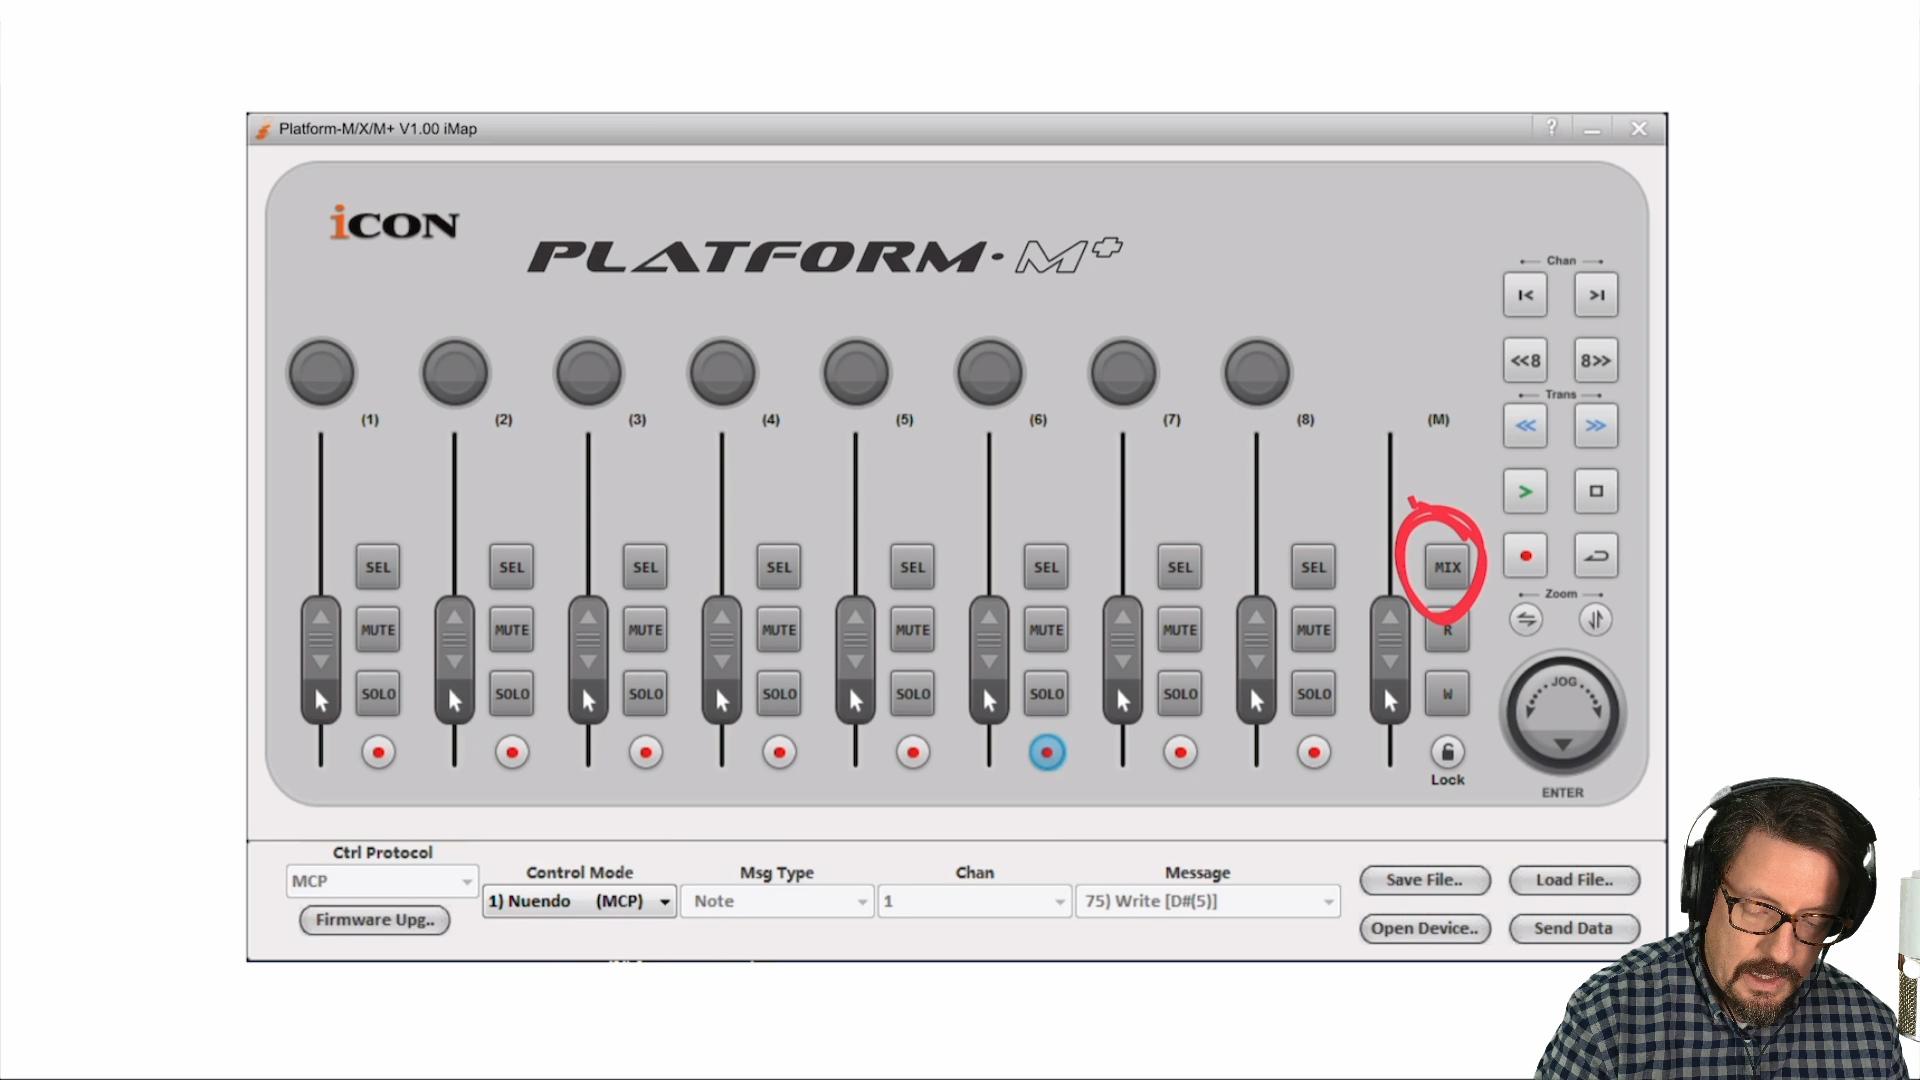 Platform-M/X/M+ V1.00 iMap
?
iCON
PLATFORM·M+
Chan
I< >I
<<8 8>>
Trans
<< >>
(1) (2) (3) (4) (5) (6) (7) (8) (M)
>
SEL SEL SEL SEL SEL SEL SEL SEL MIX
Zoom
MUTE MUTE MUTE MUTE MUTE MUTE MUTE MUTE R
SOLO SOLO SOLO SOLO SOLO SOLO SOLO SOLO W
JOG
Lock
ENTER
Ctrl Protocol
MCP
Firmware Upg..
Control Mode
1) Nuendo (MCP)
Msg Type
Note
Chan
1
Message
75) Write [D#(5)]
Save File..
Load File..
Open Device..
Send Data